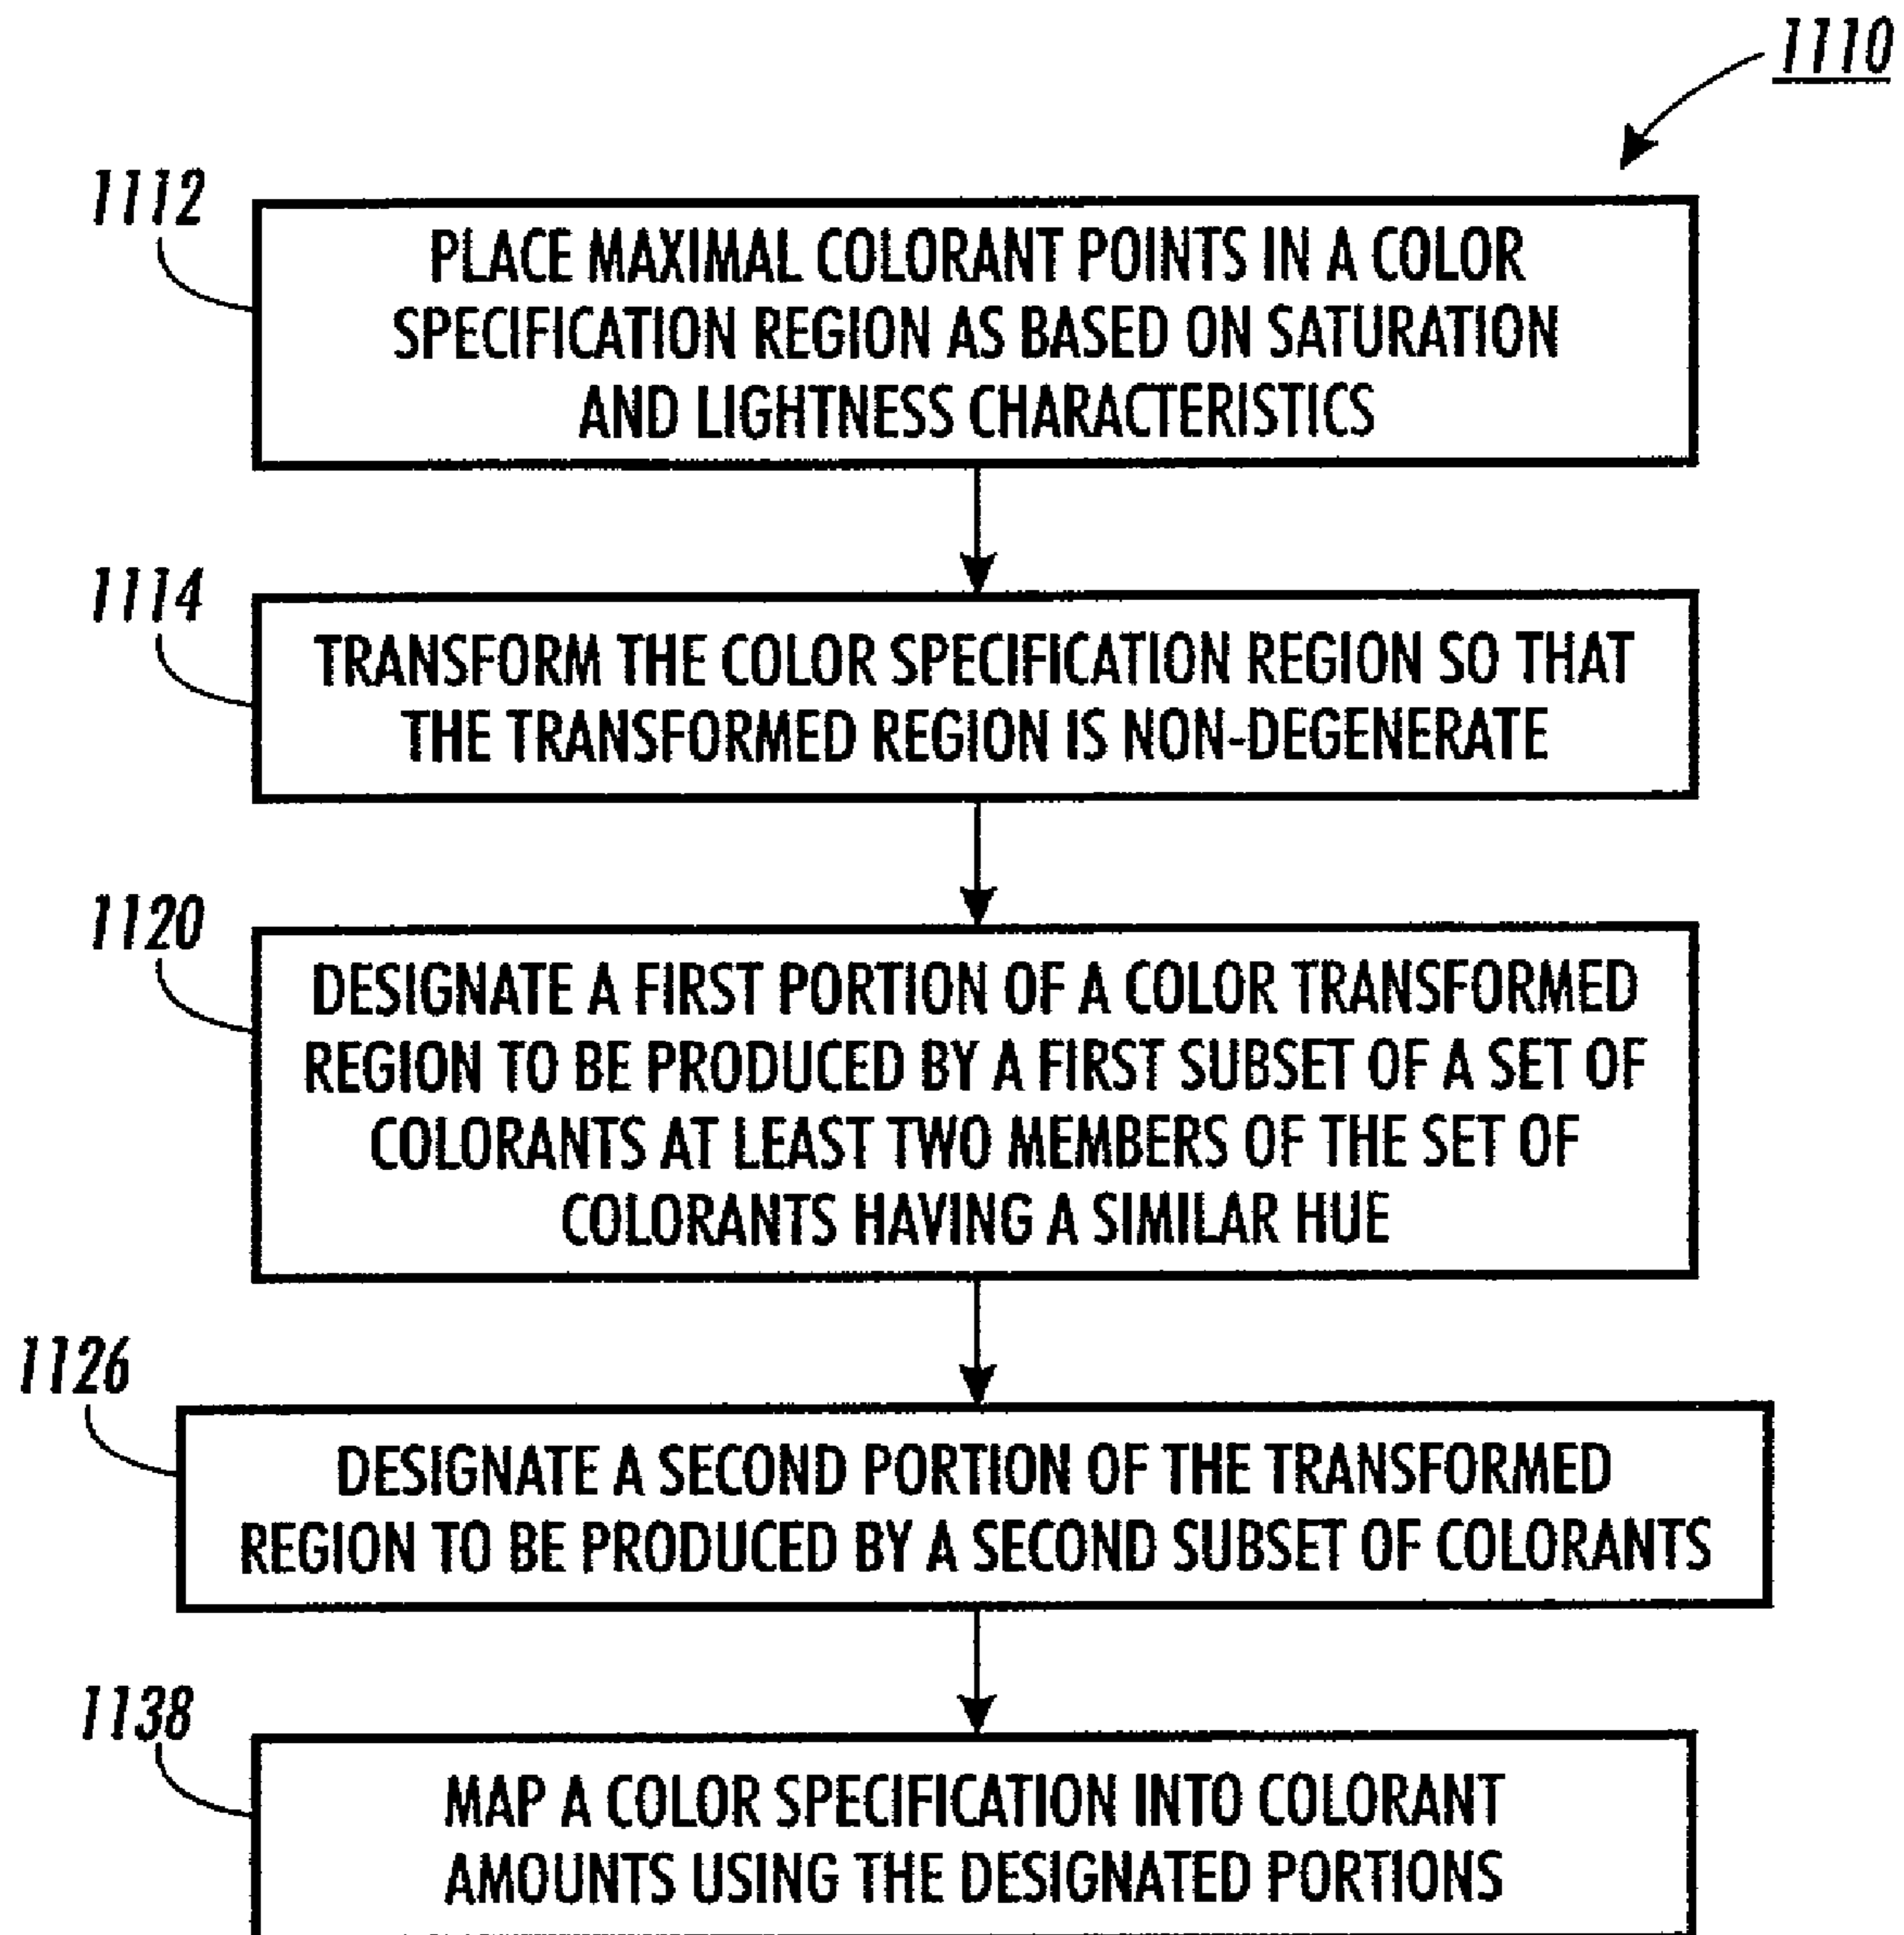 1110
1112
PLACE MAXIMAL COLORANT POINTS IN A COLOR
SPECIFICATION REGION AS BASED ON SATURATION
AND LIGHTNESS CHARACTERISTICS
1114
TRANSFORM THE COLOR SPECIFICATION REGION SO THAT
THE TRANSFORMED REGION IS NON-DEGENERATE
1120
DESIGNATE A FIRST PORTION OF A COLOR TRANSFORMED
REGION TO BE PRODUCED BY A FIRST SUBSET OF A SET OF
COLORANTS AT LEAST TWO MEMBERS OF THE SET OF
COLORANTS HAVING A SIMILAR HUE
1126
DESIGNATE A SECOND PORTION OF THE TRANSFORMED
REGION TO BE PRODUCED BY A SECOND SUBSET OF COLORANTS
1138
MAP A COLOR SPECIFICATION INTO COLORANT
AMOUNTS USING THE DESIGNATED PORTIONS